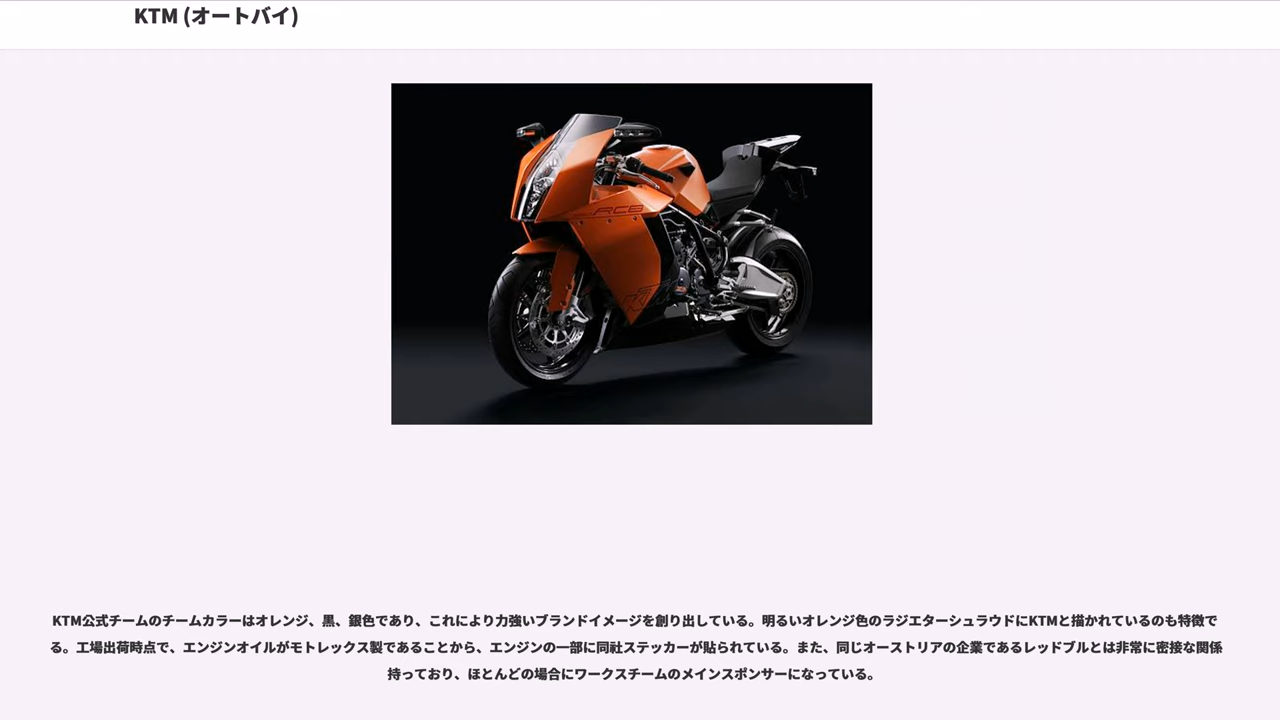 KTM (オートバイ)
RC8
KTM
KTM公式チームのチームカラーはオレンジ、黒、銀色であり、これにより力強いブランドイメージを創り出している。明るいオレンジ色のラジエターシュラウドにKTMと描かれているのも特徴で
る。工場出荷時点で、エンジンオイルがモトレックス製であることから、エンジンの一部に同社ステッカーが貼られている。また、同じオーストリアの企業であるレッドブルとは非常に密接な関係
持っており、ほとんどの場合にワークスチームのメインスポンサーになっている。